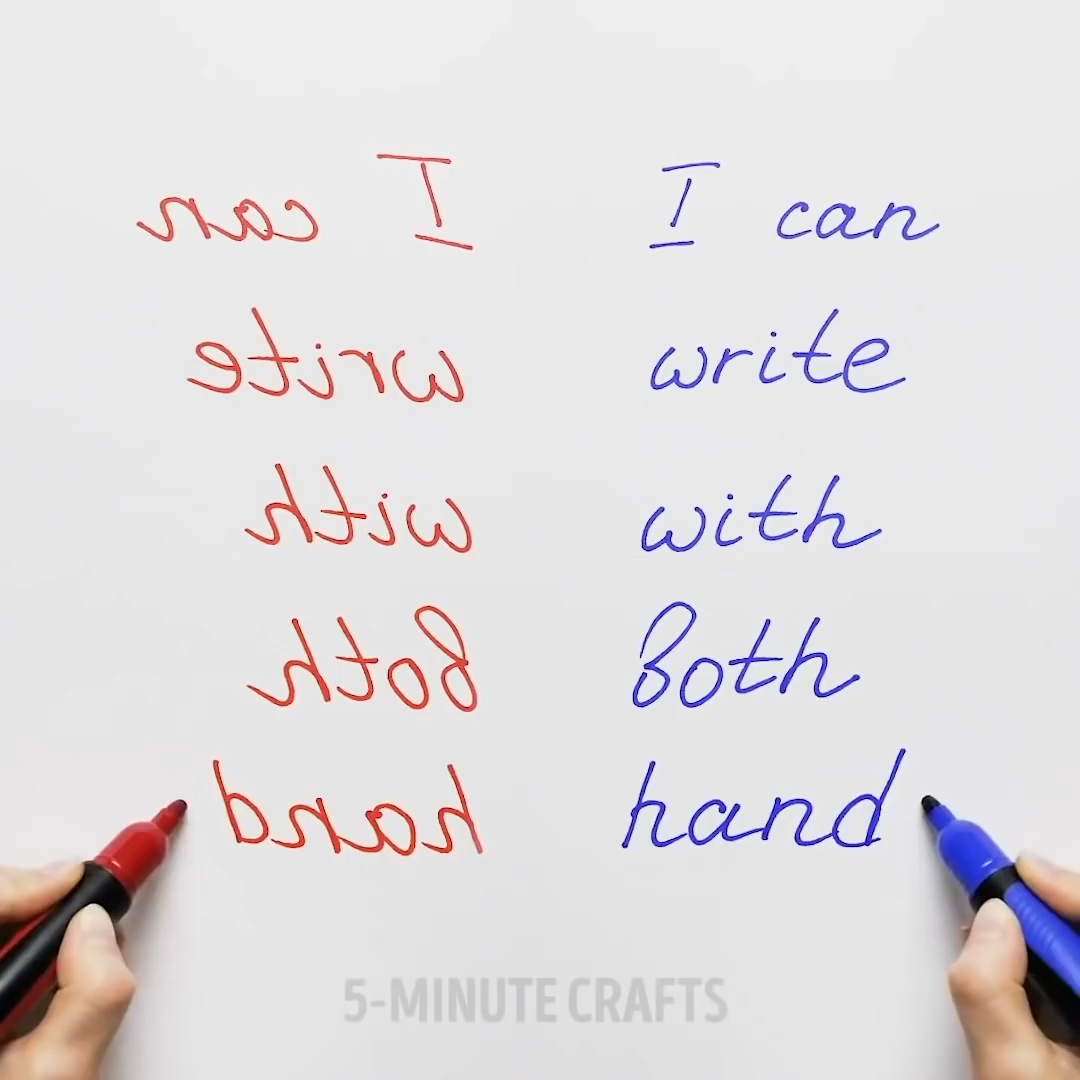 I can I can
write write
with with
both both
hand hand
5-MINUTE CRAFTS